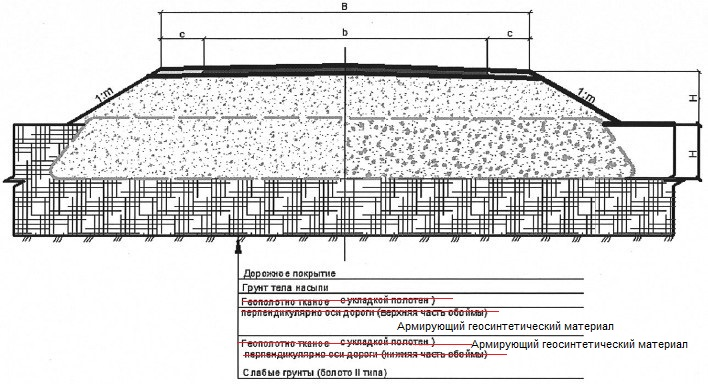 B
c b c
1:m 1:m H
H
Дорожное покрытие
Грунт тела насыпи
Геополотно тканое с укладкой полотен )
перпендикулярно оси дороги (верхняя часть обоймы)
Армирующий геосинтетический материал
Геополотно тканое с укладкой полотен ) Армирующий геосинтетический материал
перпендикулярно оси дороги (нижняя часть обоймы)
Слабые грунты (болото II типа)